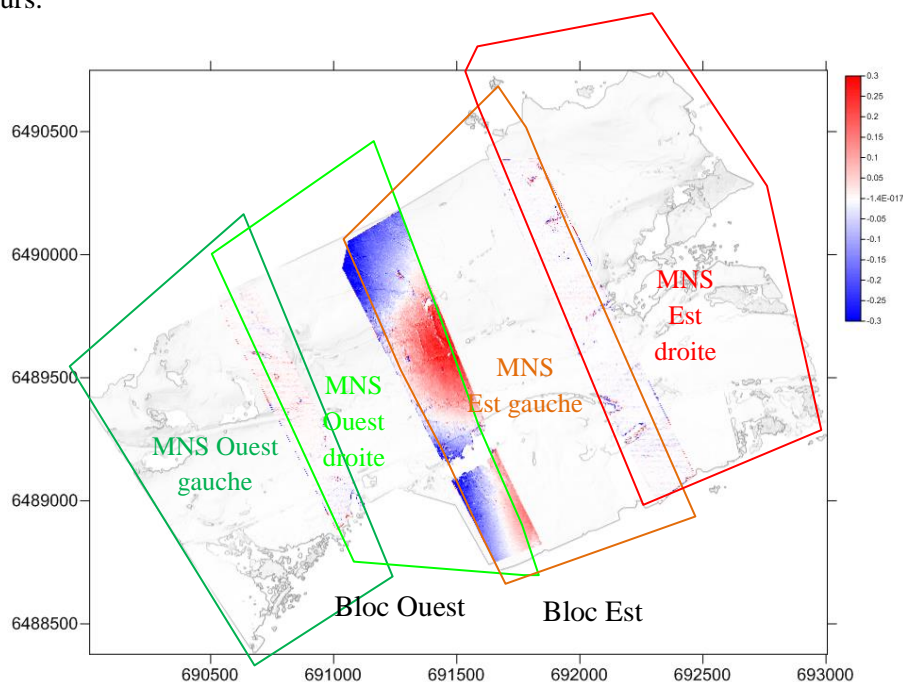 urs.
6490500
6490000
6489500
6489000
6488500
690500
691000
691500
692000
692500
693000
0.3
0.25
0.2
0.15
0.1
0.05
-1.4E-017
-0.05
-0.1
-0.15
-0.2
-0.25
-0.3
MNS Ouest
gauche
MNS
Ouest
droite
MNS
Est gauche
MNS
Est
droite
Bloc Ouest
Bloc Est